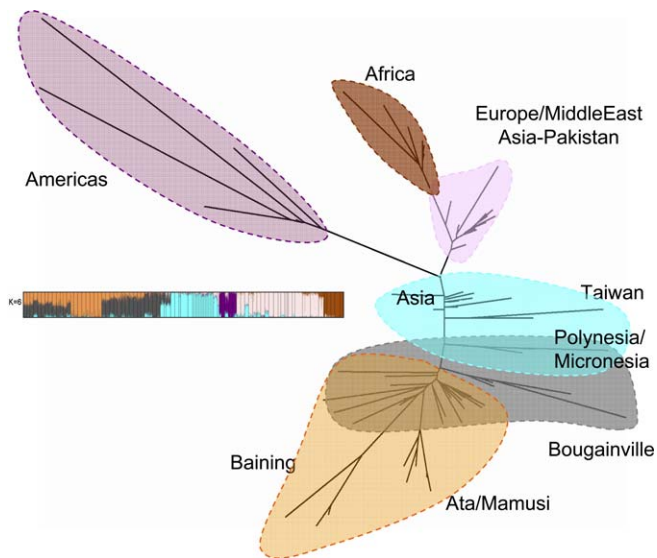 Africa
Europe/MiddleEast
Asia-Pakistan
Americas
K=6
Asia
Taiwan
Polynesia/
Micronesia
Bougainville
Baining
Ata/Mamusi